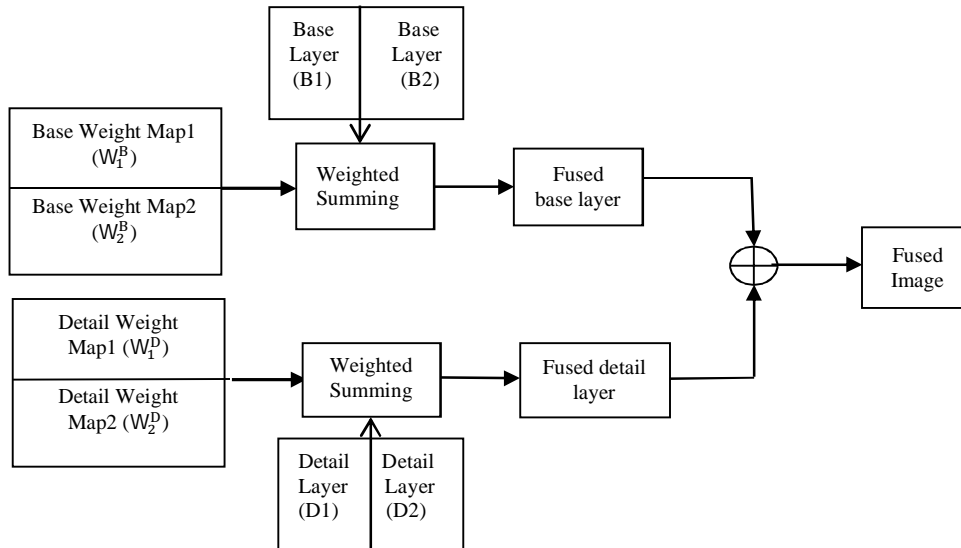 Base
Layer
(B1)
Base
Layer
(B2)
Base Weight Map1
(W₁ᴮ)
Base Weight Map2
(W₂ᴮ)
Weighted
Summing
Fused
base layer
Fused
Image
Detail Weight
Map1 (W₁ᴰ)
Detail Weight
Map2 (W₂ᴰ)
Weighted
Summing
Fused detail
layer
Detail
Layer
(D1)
Detail
Layer
(D2)